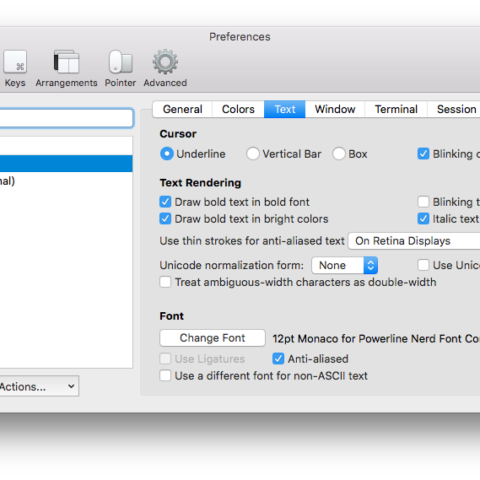 Preferences
Keys Arrangements Pointer Advanced
General Colors Text Window Terminal Session
Cursor
Underline Vertical Bar Box Blinking
nal)
Text Rendering
Draw bold text in bold font Blinking
Draw bold text in bright colors Italic text
Use thin strokes for anti-aliased text On Retina Displays
Unicode normalization form: None Use
Treat ambiguous-width characters as double-width
Font
Change Font 12pt Monaco for Powerline Nerd Font
Use Ligatures Anti-aliased
Actions... Use a different font for non-ASCII text